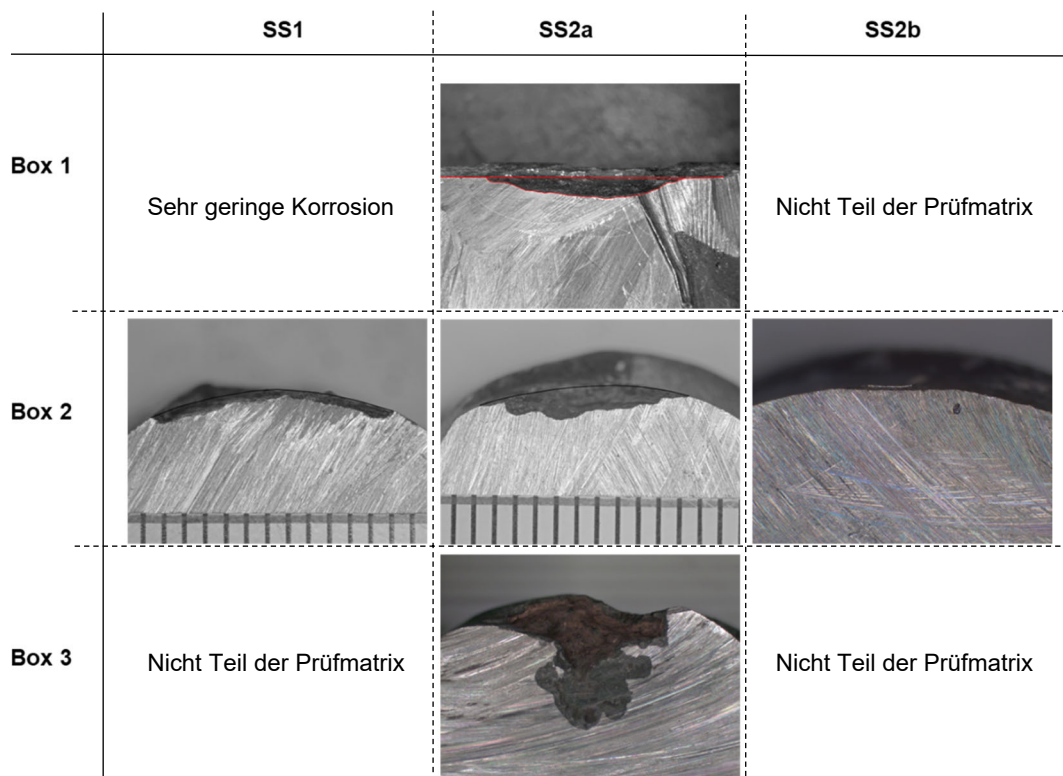 SS1 SS2a SS2b
Box 1
Sehr geringe Korrosion
Nicht Teil der Prüfmatrix
Box 2
Box 3
Nicht Teil der Prüfmatrix
Nicht Teil der Prüfmatrix